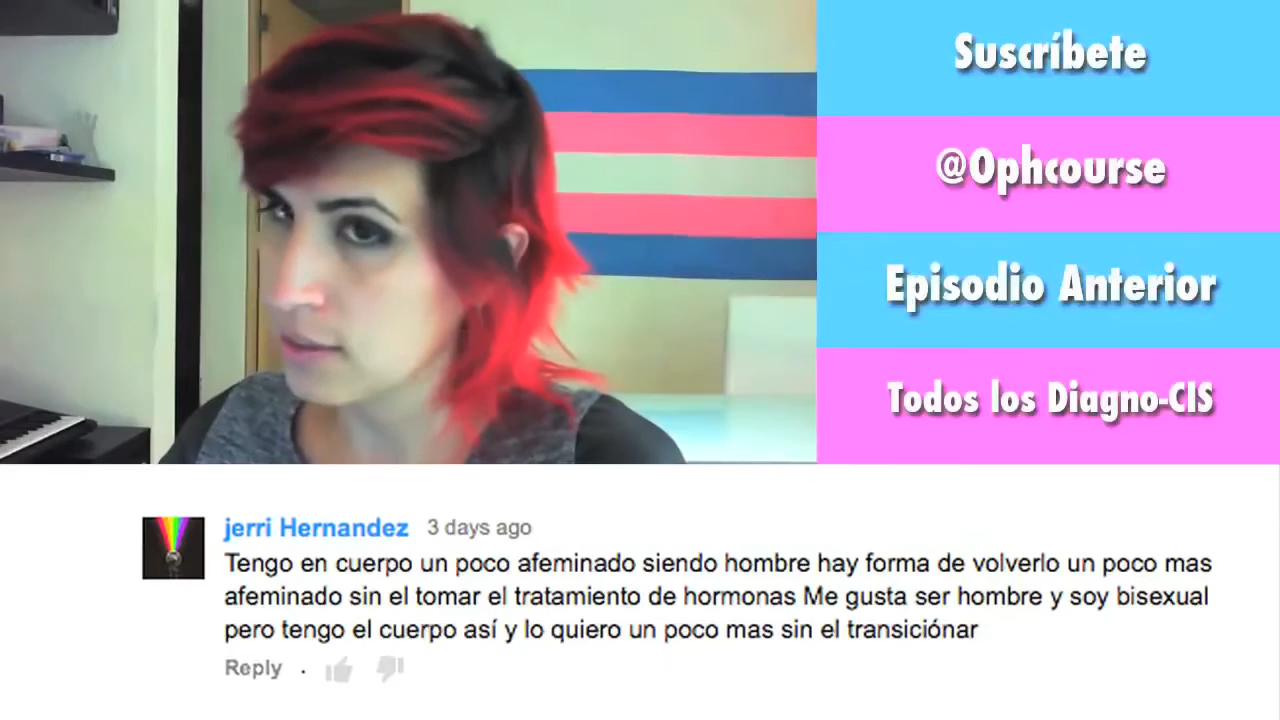 Suscríbete
@Ophcourse
Episodio Anterior
Todos los Diagno-CIS
jerri Hernandez 3 days ago
Tengo en cuerpo un poco afeminado siendo hombre hay forma de volverlo un poco mas
afeminado sin el tomar el tratamiento de hormonas Me gusta ser hombre y soy bisexual
pero tengo el cuerpo así y lo quiero un poco mas sin el transiciónar
Reply ·